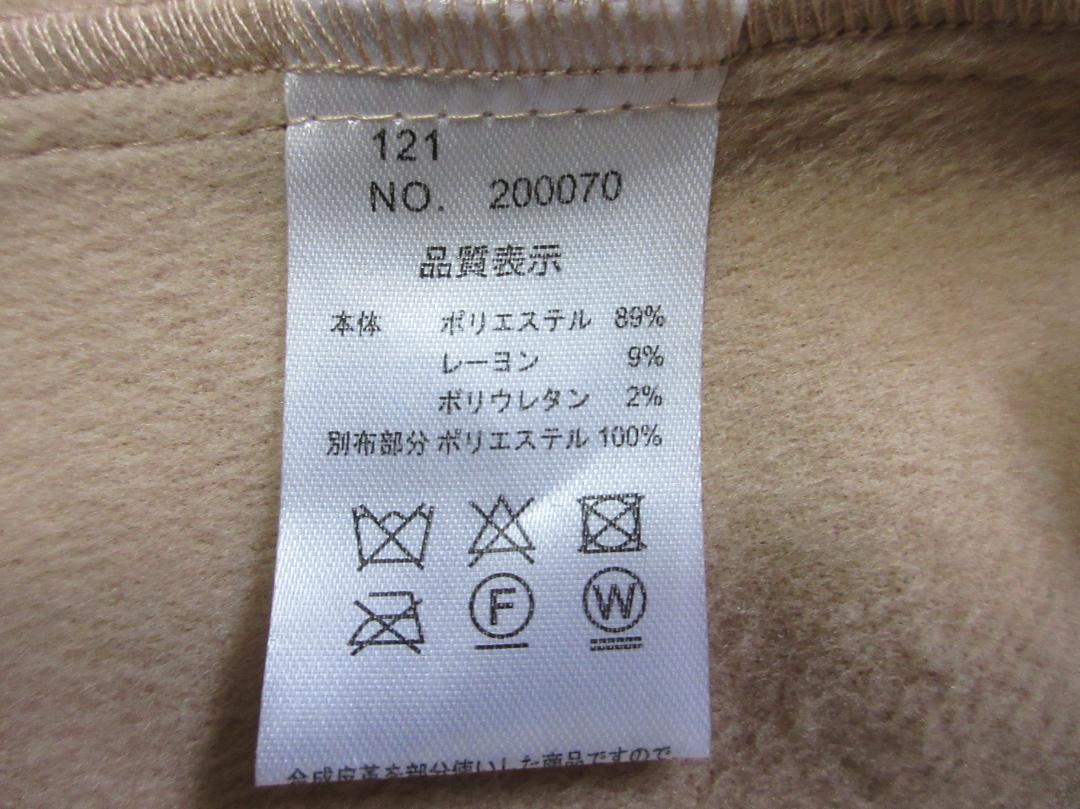 121
NO. 200070
品質表示
本体 ポリエステル 89%
レーヨン 9%
ポリウレタン 2%
別布部分 ポリエステル 100%
F W
合成皮革を部分使いした商品ですので